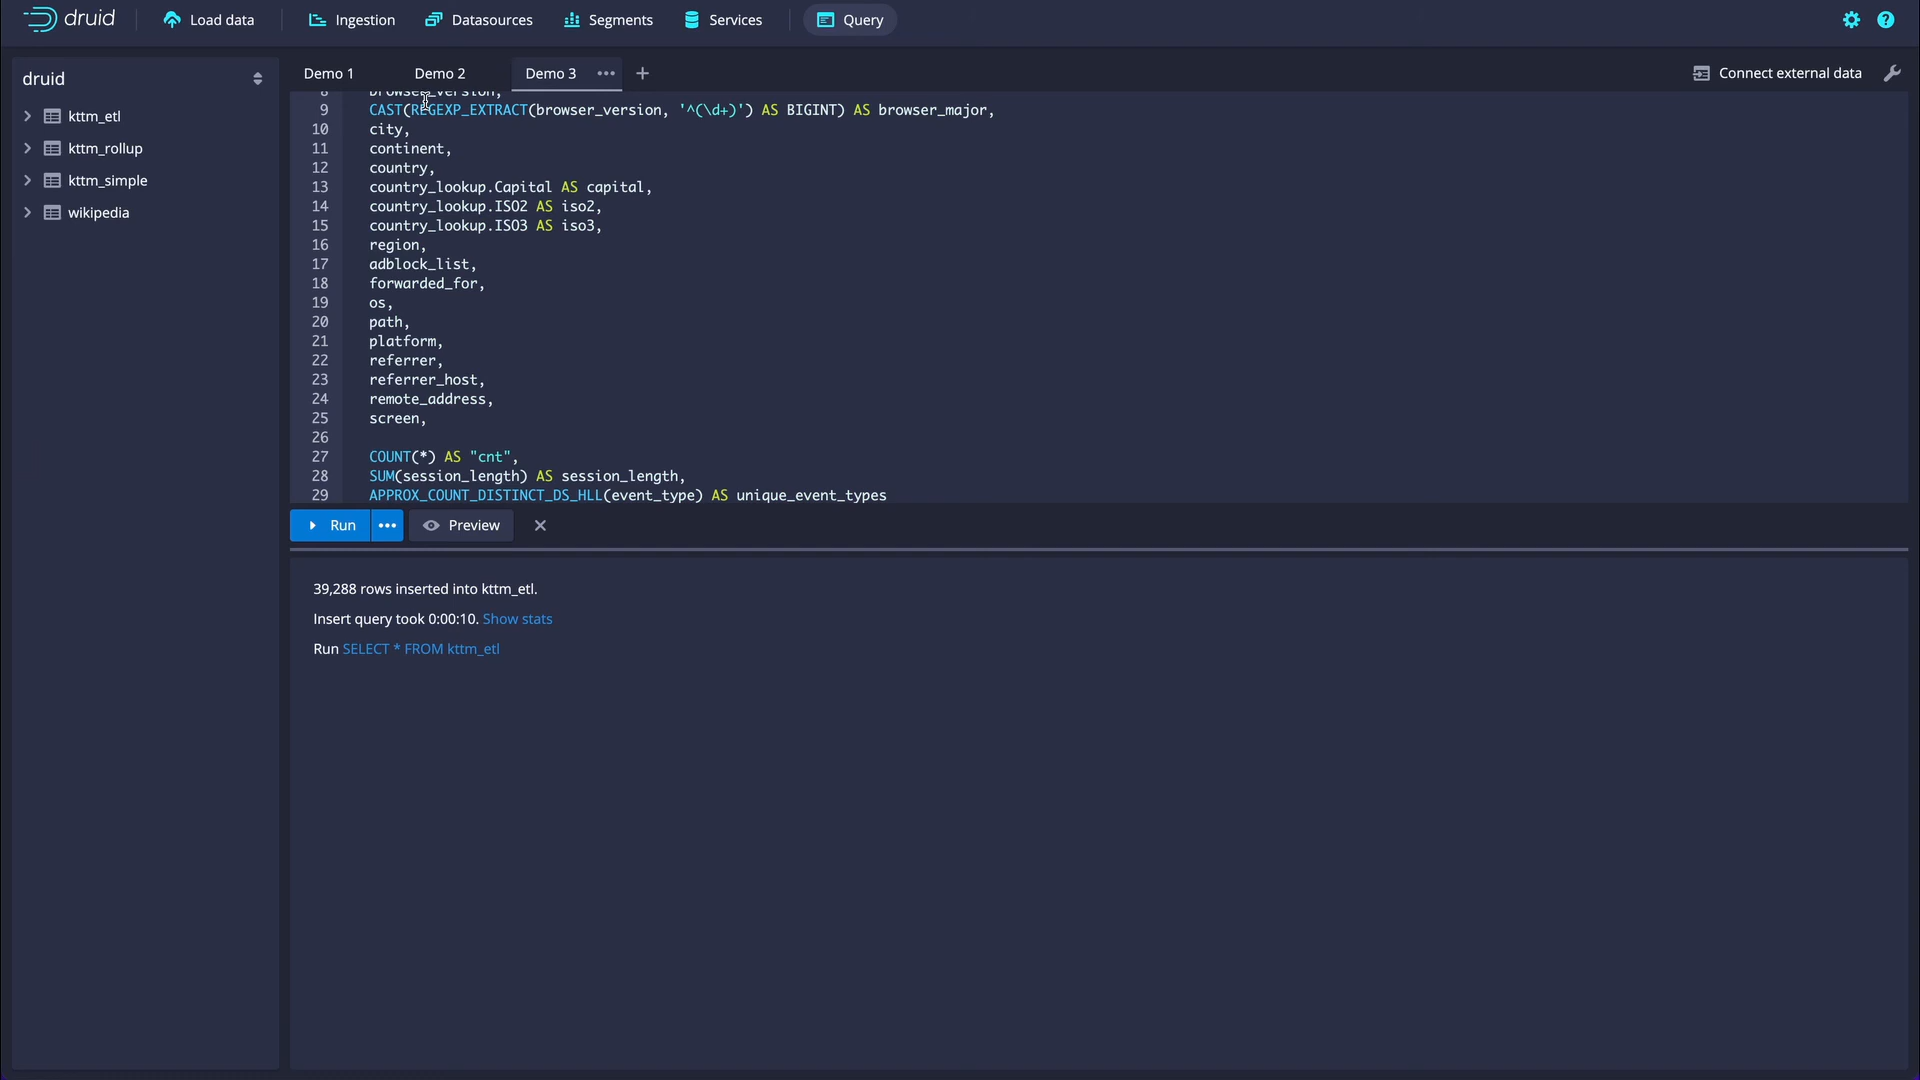 druid
Load data
Ingestion
Datasources
Segments
Services
Query
druid
Demo 1
Demo 2
Demo 3
Connect external data
kttm_etl
kttm_rollup
kttm_simple
wikipedia
8 browser_version,
9 CAST(REGEXP_EXTRACT(browser_version, '^(\d+)') AS BIGINT) AS browser_major,
10 city,
11 continent,
12 country,
13 country_lookup.Capital AS capital,
14 country_lookup.ISO2 AS iso2,
15 country_lookup.ISO3 AS iso3,
16 region,
17 adblock_list,
18 forwarded_for,
19 os,
20 path,
21 platform,
22 referrer,
23 referrer_host,
24 remote_address,
25 screen,
26
27 COUNT(*) AS "cnt",
28 SUM(session_length) AS session_length,
29 APPROX_COUNT_DISTINCT_DS_HLL(event_type) AS unique_event_types
Run
Preview
39,288 rows inserted into kttm_etl.
Insert query took 0:00:10. Show stats
Run SELECT * FROM kttm_etl